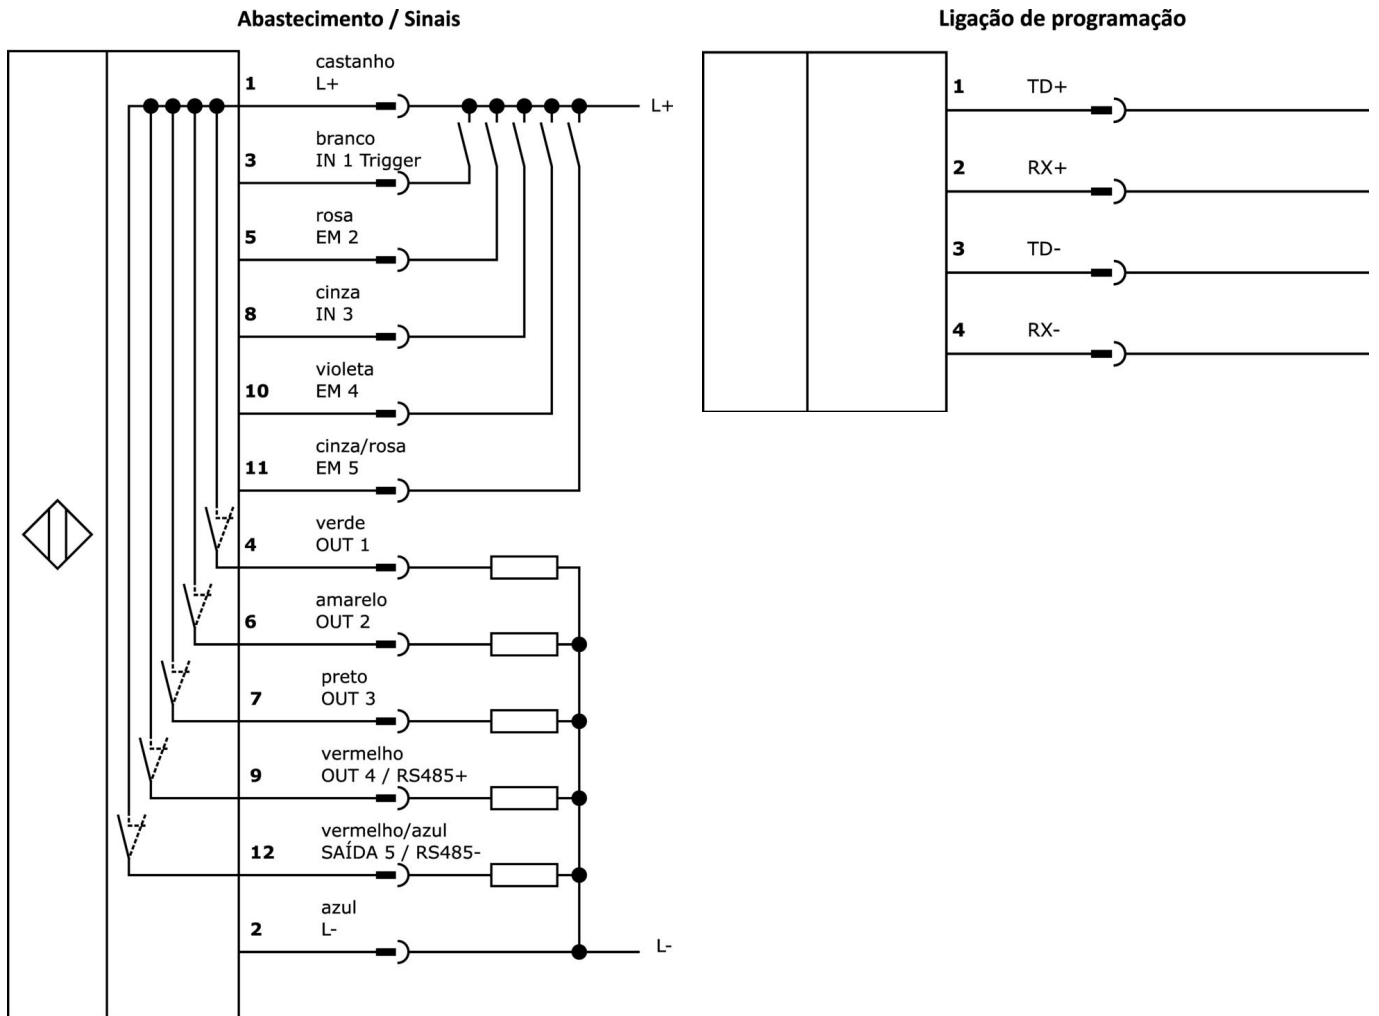 Abastecimento / Sinais
castanho
1 L+
L+
branco
3 IN 1 Trigger
rosa
5 EM 2
cinza
8 IN 3
violeta
10 EM 4
cinza/rosa
11 EM 5
verde
4 OUT 1
amarelo
6 OUT 2
preto
7 OUT 3
vermelho
9 OUT 4 / RS485+
vermelho/azul
12 SAÍDA 5 / RS485-
azul
2 L-
L-
Ligação de programação
1 TD+
2 RX+
3 TD-
4 RX-